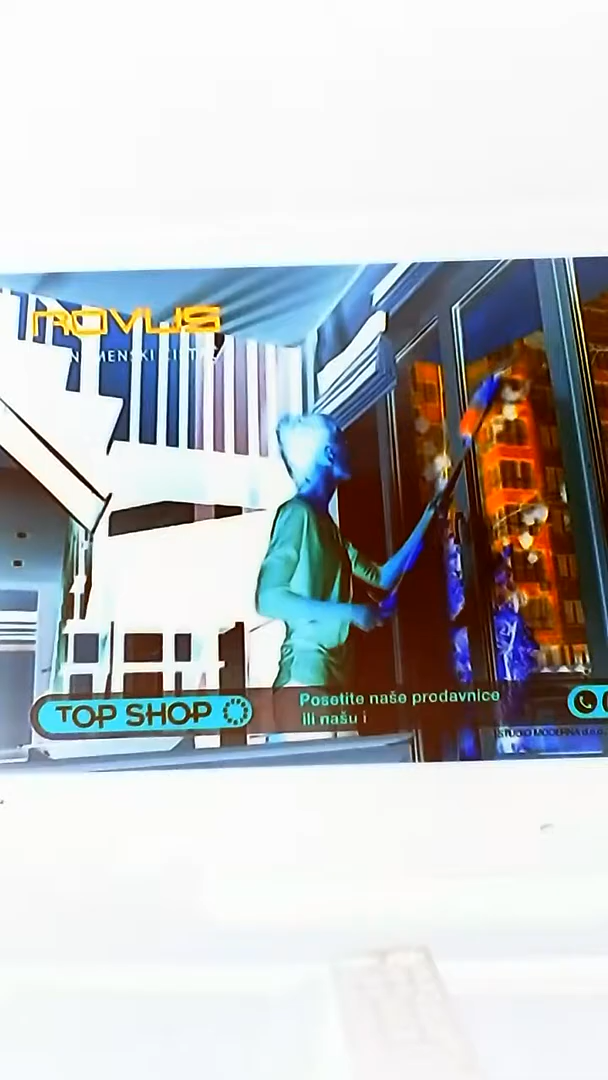 ROVUS
TOP SHOP
Posetite naše prodavnice
ili našu i
STUDIO MODERNA d.o.o.